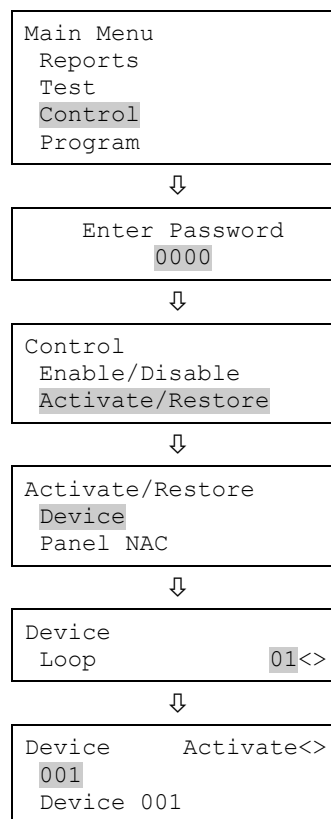 Main Menu
Reports
Test
Control
Program
⇩
Enter Password
0000
⇩
Control
Enable/Disable
Activate/Restore
⇩
Activate/Restore
Device
Panel NAC
⇩
Device
Loop 01<>
⇩
Device Activate<>
001
Device 001